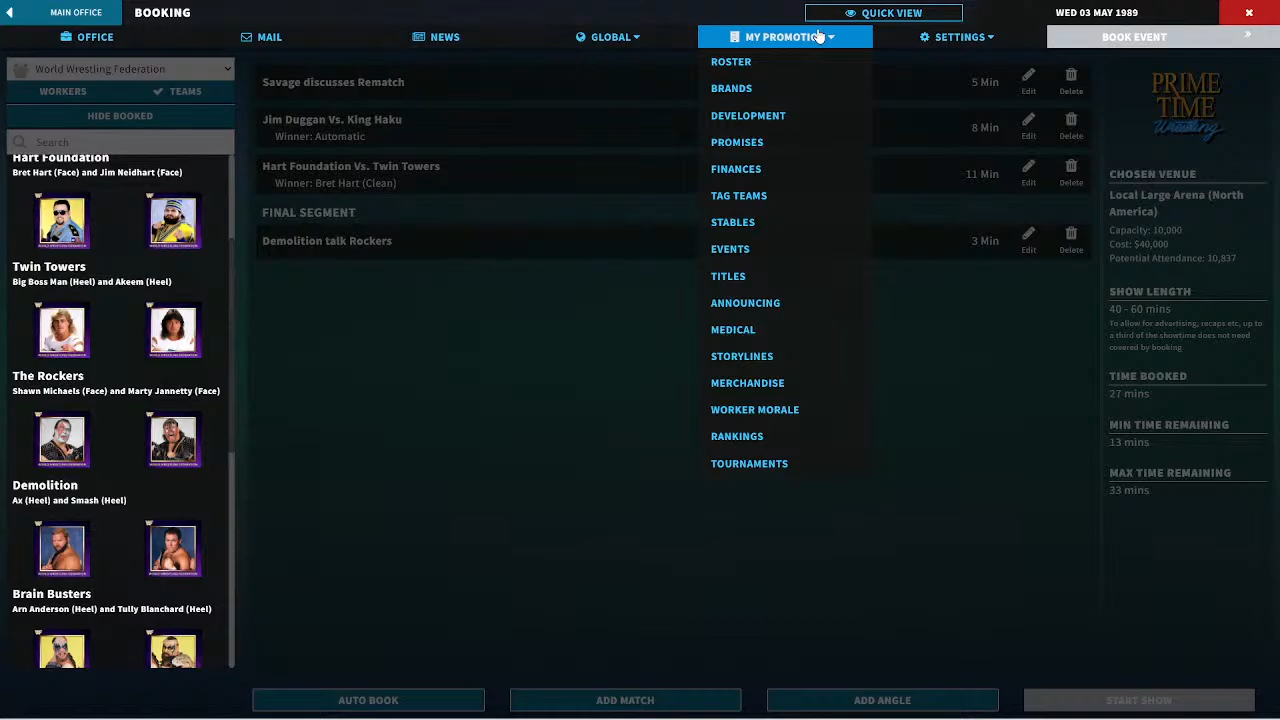 MAIN OFFICE
BOOKING
QUICK VIEW
WED 03 MAY 1989
OFFICE
MAIL
NEWS
GLOBAL
MY PROMOTIO
SETTINGS
BOOK EVENT
World Wrestling Federation
WORKERS
TEAMS
HIDE BOOKED
Search
Hart Foundation
Bret Hart (Face) and Jim Neidhart (Face)
Twin Towers
Big Boss Man (Heel) and Akeem (Heel)
The Rockers
Shawn Michaels (Face) and Marty Jannetty (Face)
Demolition
Ax (Heel) and Smash (Heel)
Brain Busters
Arn Anderson (Heel) and Tully Blanchard (Heel)
Savage discusses Rematch
5 Min
Edit
Delete
Jim Duggan Vs. King Haku
Winner: Automatic
8 Min
Edit
Delete
Hart Foundation Vs. Twin Towers
Winner: Bret Hart (Clean)
11 Min
Edit
Delete
FINAL SEGMENT
Demolition talk Rockers
3 Min
Edit
Delete
ROSTER
BRANDS
DEVELOPMENT
PROMISES
FINANCES
TAG TEAMS
STABLES
EVENTS
TITLES
ANNOUNCING
MEDICAL
STORYLINES
MERCHANDISE
WORKER MORALE
RANKINGS
TOURNAMENTS
PRIME
TIME
Wrestling
CHOSEN VENUE
Local Large Arena (North
America)
Capacity: 10,000
Cost: $40,000
Potential Attendance: 10,837
SHOW LENGTH
40 - 60 mins
To allow for advertising, recaps etc, up to
a third of the showtime does not need
covered by booking.
TIME BOOKED
27 mins
MIN TIME REMAINING
13 mins
MAX TIME REMAINING
33 mins
AUTO BOOK
ADD MATCH
ADD ANGLE
START SHOW